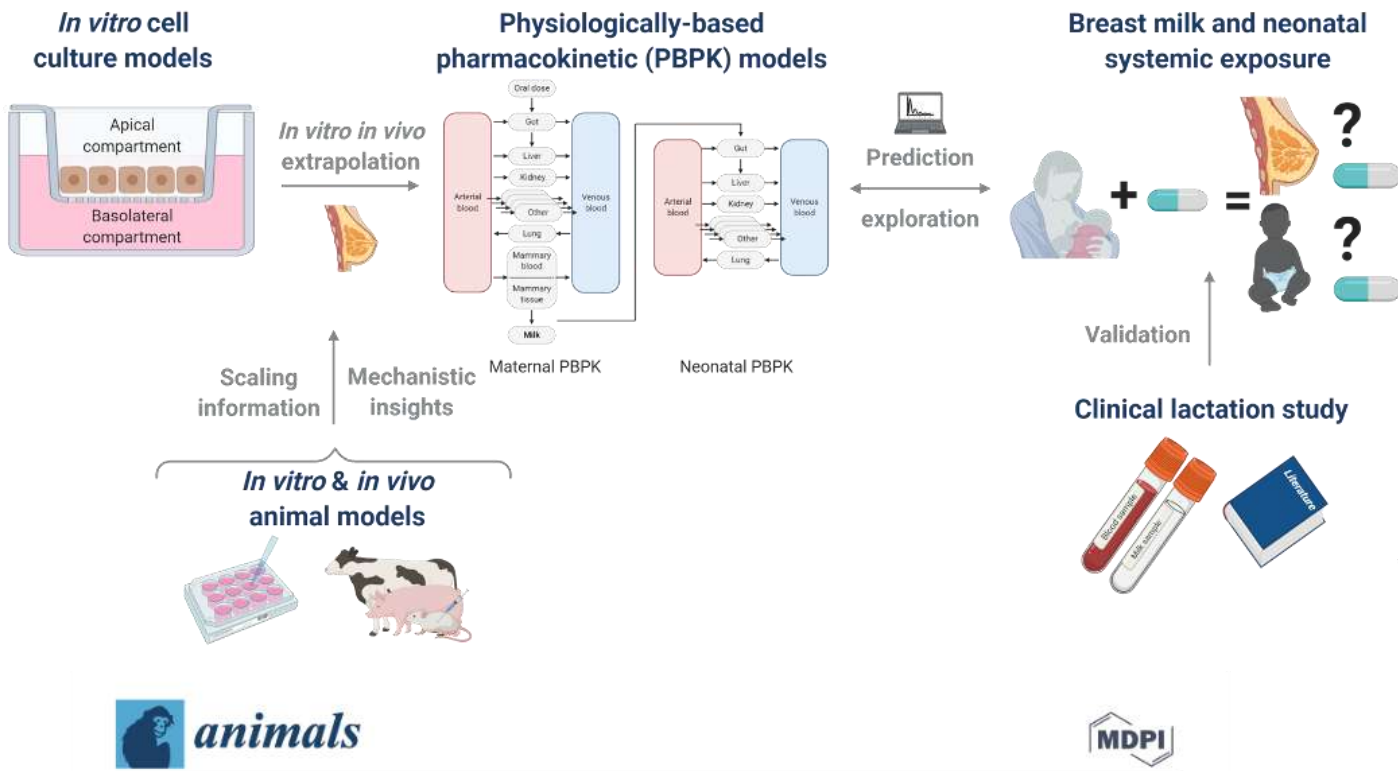 In vitro cell
culture models
Apical
compartment
Basolateral
compartment
In vitro in vivo
extrapolation
Physiologically-based
pharmacokinetic (PBPK) models
Oral dose
Gut
Liver
Kidney
Other
Lung
Mammary
blood
Mammary
tissue
Milk
Arterial
blood
Venous
blood
Maternal PBPK
Gut
Liver
Kidney
Other
Lung
Arterial
blood
Venous
blood
Neonatal PBPK
Prediction
exploration
Breast milk and neonatal
systemic exposure
+
=
?
?
Validation
Clinical lactation study
Blood sample
Milk sample
Literature
Scaling
information
Mechanistic
insights
In vitro & in vivo
animal models
animals
MDPI